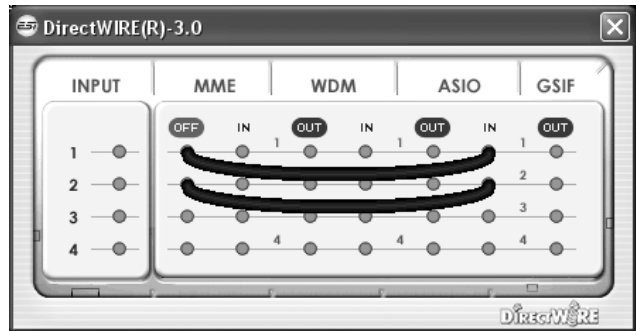 ESI DirectWIRE(R)-3.0
INPUT MME WDM ASIO GSIF
OFF IN OUT IN OUT IN OUT
1 1 1 1
2 2
3 3
4 4 4 4
DirectWIRE